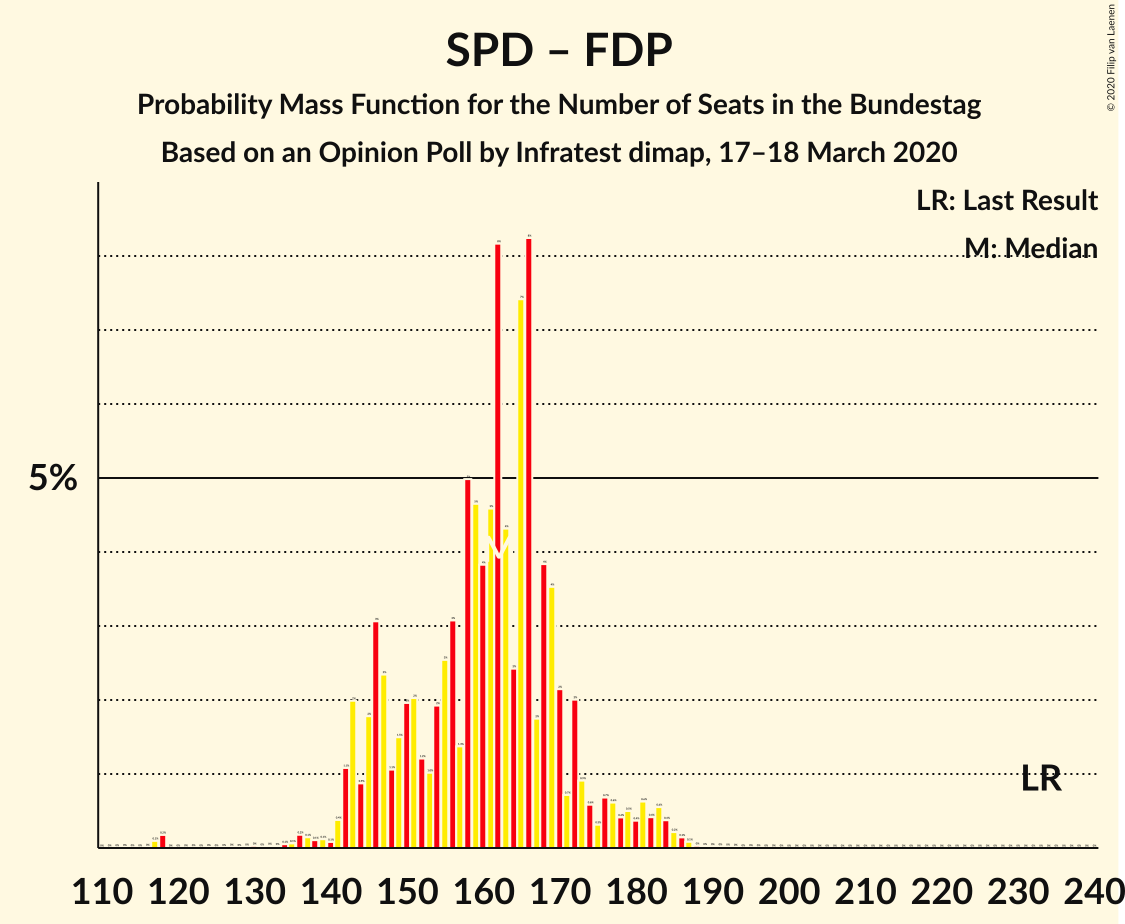 SPD – FDP
Probability Mass Function for the Number of Seats in the Bundestag
Based on an Opinion Poll by Infratest dimap, 17–18 March 2020
© 2020 Filip van Laenen
LR: Last Result
M: Median
5%
M
LR
110 120 130 140 150 160 170 180 190 200 210 220 230 240